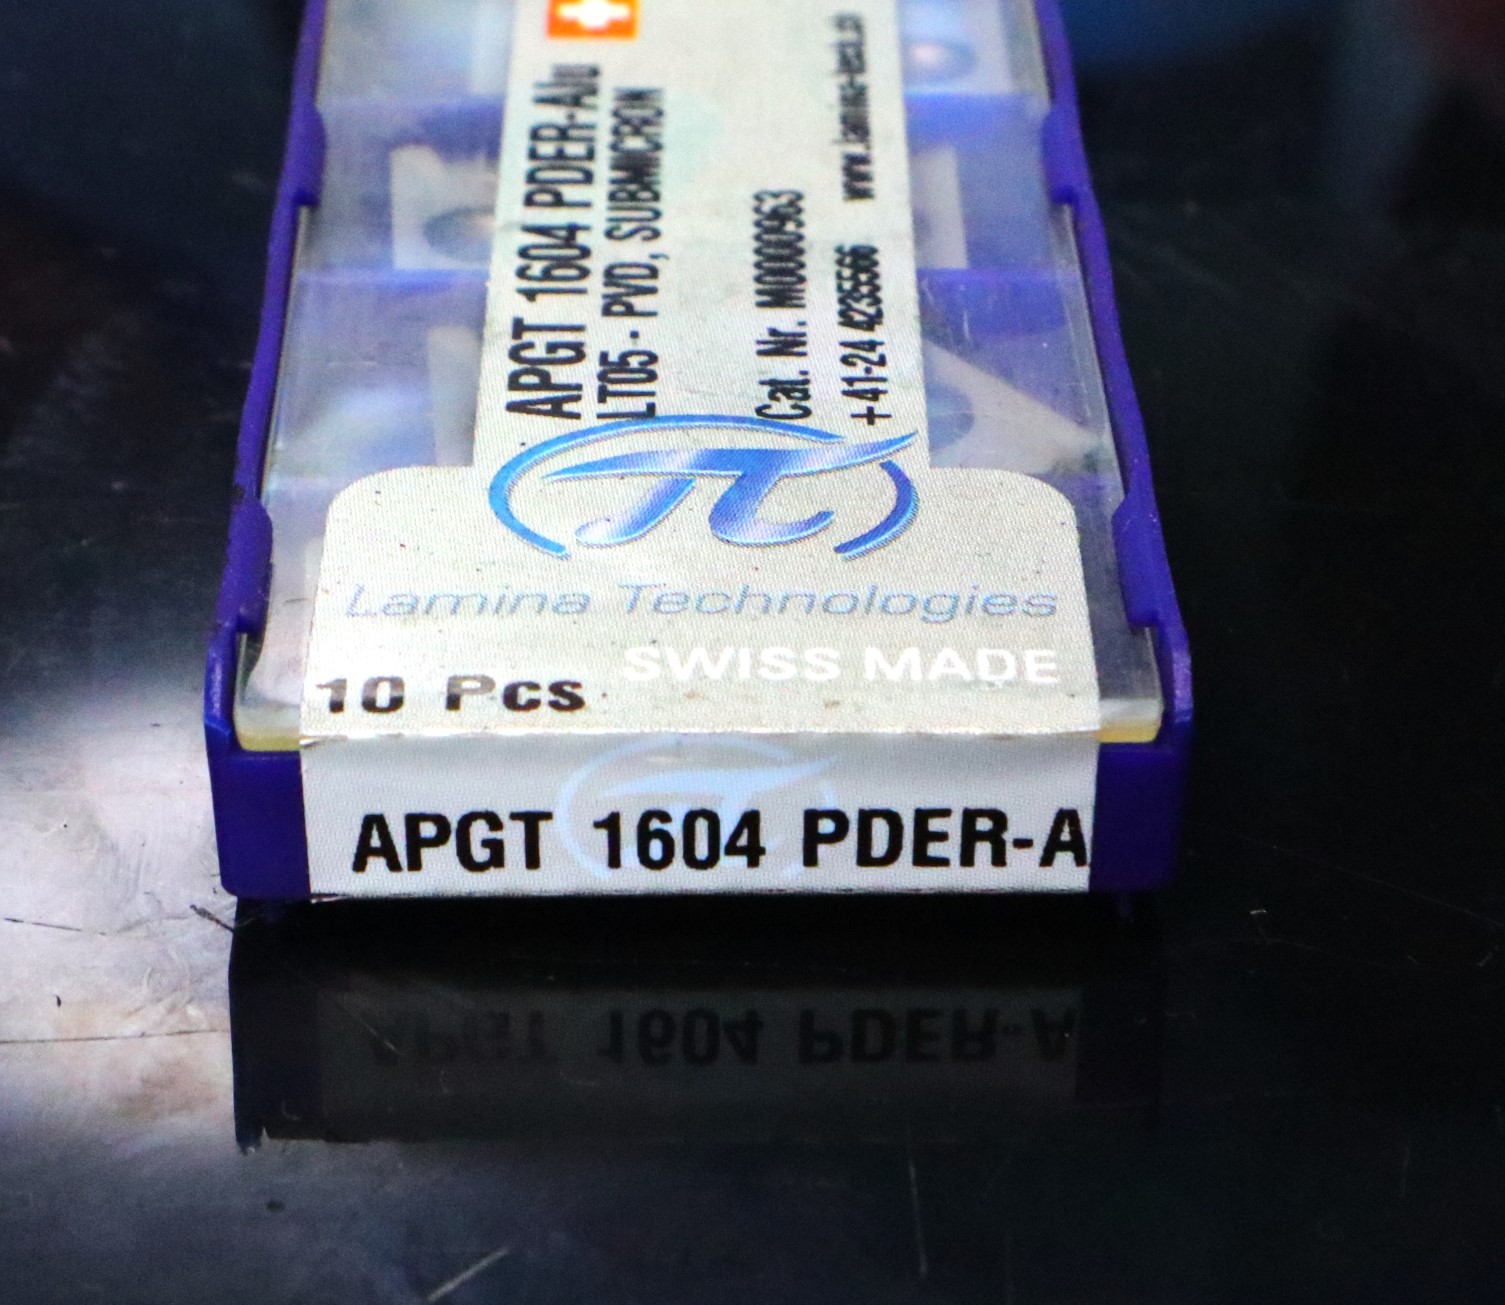 APGT 1604 PDER-Alu
LT05 - PVD, SUBMICRON
Cat. Nr. M0000963
+41-24 4235566
Lamina Technologies
SWISS MADE
10 Pcs
APGT 1604 PDER-A